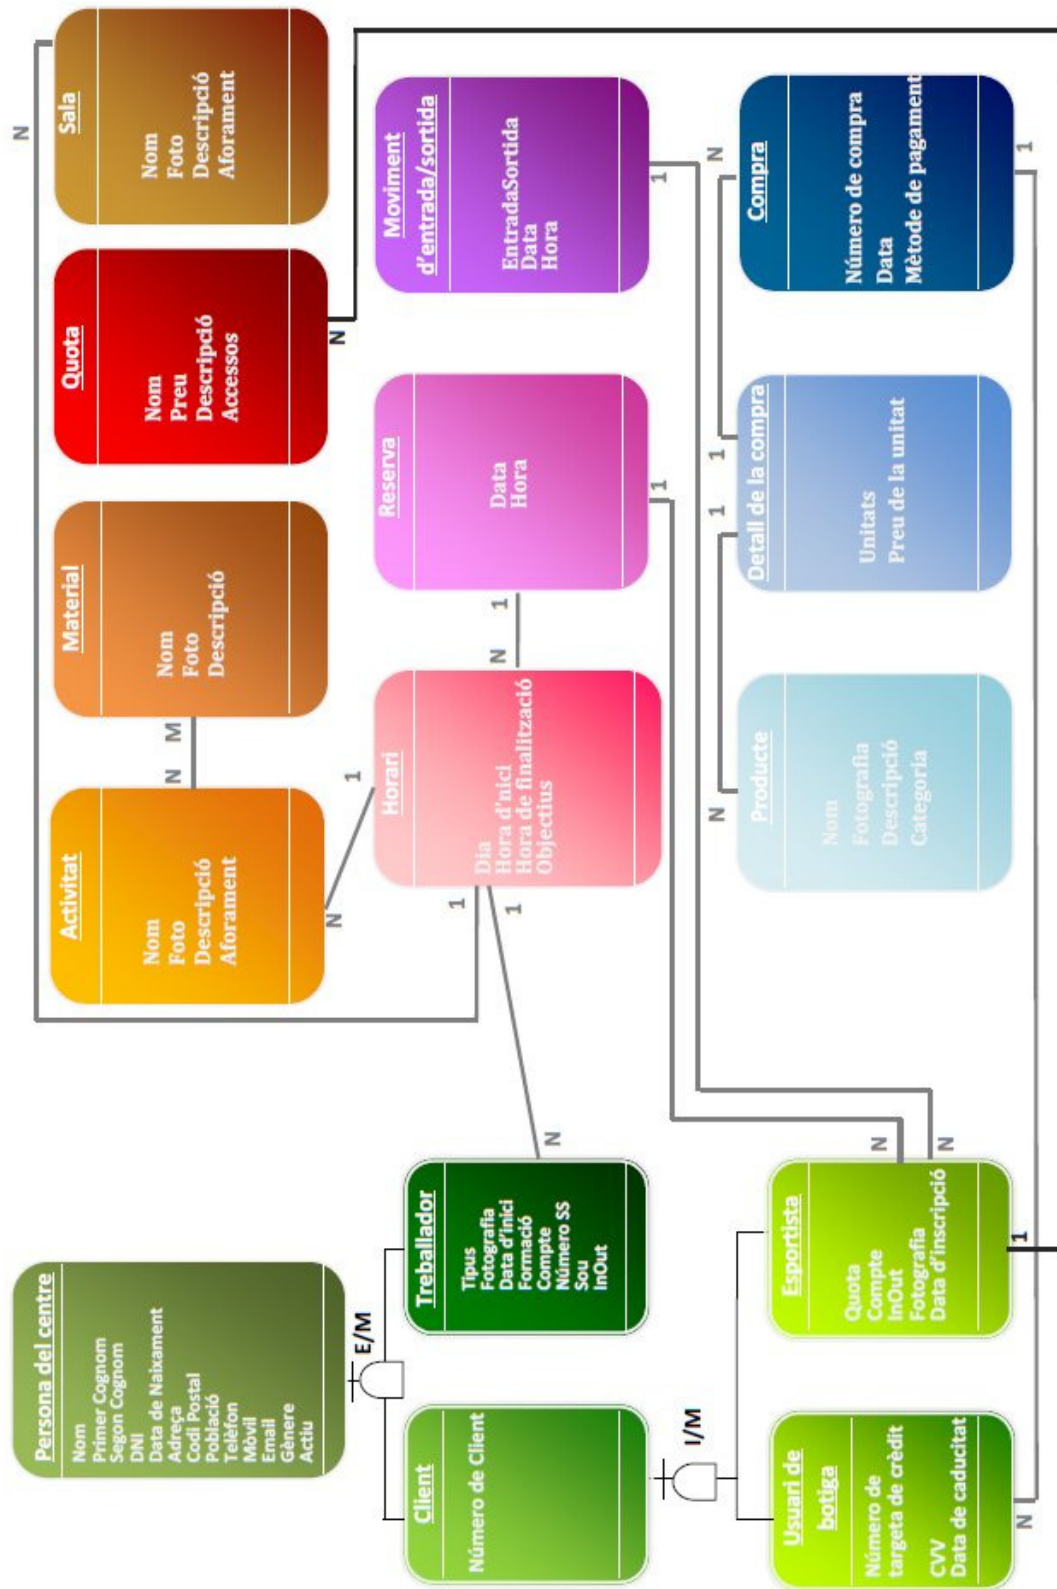 Persona del centre
Nom
Primer Cognom
Segon Cognom
DNI
Data de Naixament
Adreça
Codi Postal
Població
Telèfon
Mòvil
Email
Gènere
Actiu
E/M
Client
Número de Client
Treballador
Tipus
Fotografia
Data d'inici
Formació
Compte
Número SS
Sou
InOut
N
I/M
Usuari de
botiga
Número de
targeta de crèdit
CVV
Data de caducitat
N
Esportista
Quota
Compte
InOut
Fotografia
Data d'inscripció
N
N
1
Activitat
Nom
Foto
Descripció
Aforament
N
N
M
Material
Nom
Foto
Descripció
Quota
Nom
Preu
Descripció
Accessos
N
Sala
Nom
Foto
Descripció
Aforament
N
Horari
Dia
Hora d'nici
Hora de finalització
Objectius
1
1
1
N
1
Reserva
Data
Hora
1
Moviment
d'entrada/sortida
EntradaSortida
Data
Hora
1
Producte
Nom
Fotografia
Descripció
Categoria
N
1
1
Detall de la compra
Unitats
Preu de la unitat
N
Compra
Número de compra
Data
Mètode de pagament
1